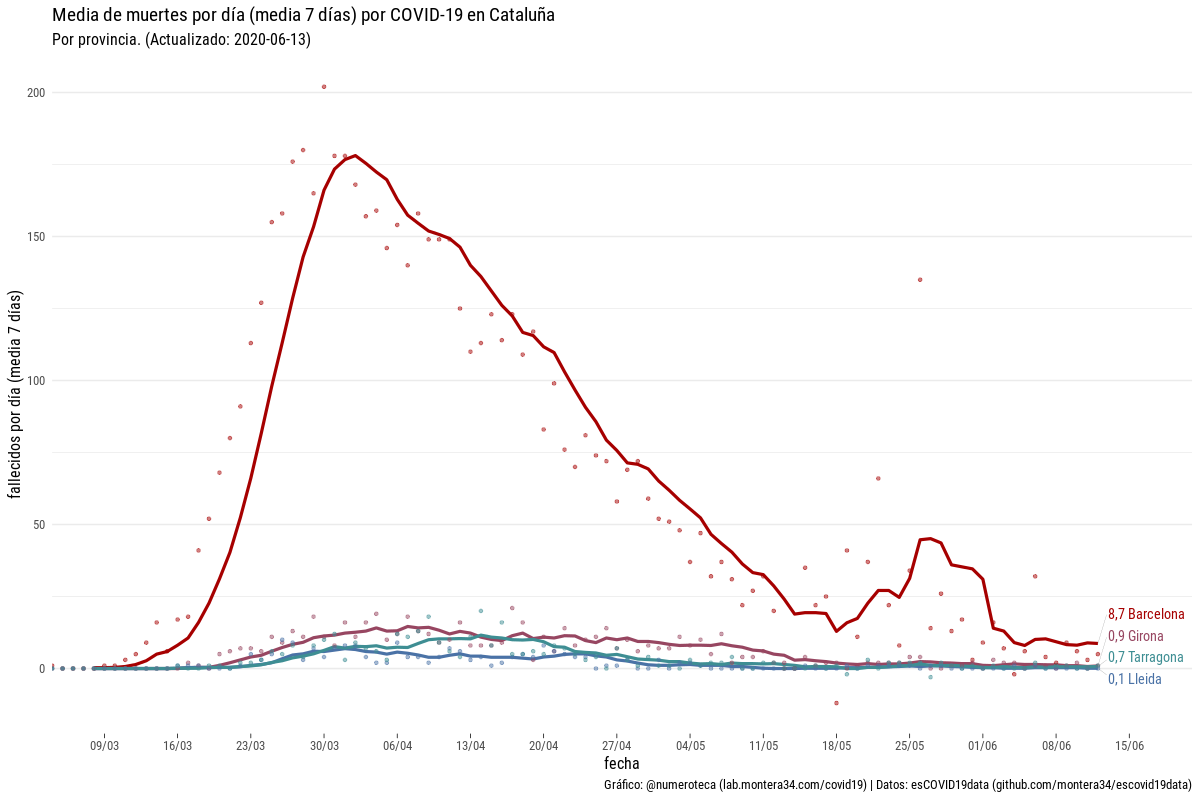 Media de muertes por día (media 7 días) por COVID-19 en Cataluña
Por provincia. (Actualizado: 2020-06-13)
fallecidos por día (media 7 días)
200
150
100
50
0
8,7 Barcelona
0,9 Girona
0,7 Tarragona
0,1 Lleida
09/03 16/03 23/03 30/03 06/04 13/04 20/04 27/04 04/05 11/05 18/05 25/05 01/06 08/06 15/06
fecha
Gráfico: @numeroteca (lab.montera34.com/covid19) | Datos: esCOVID19data (github.com/montera34/escovid19data)